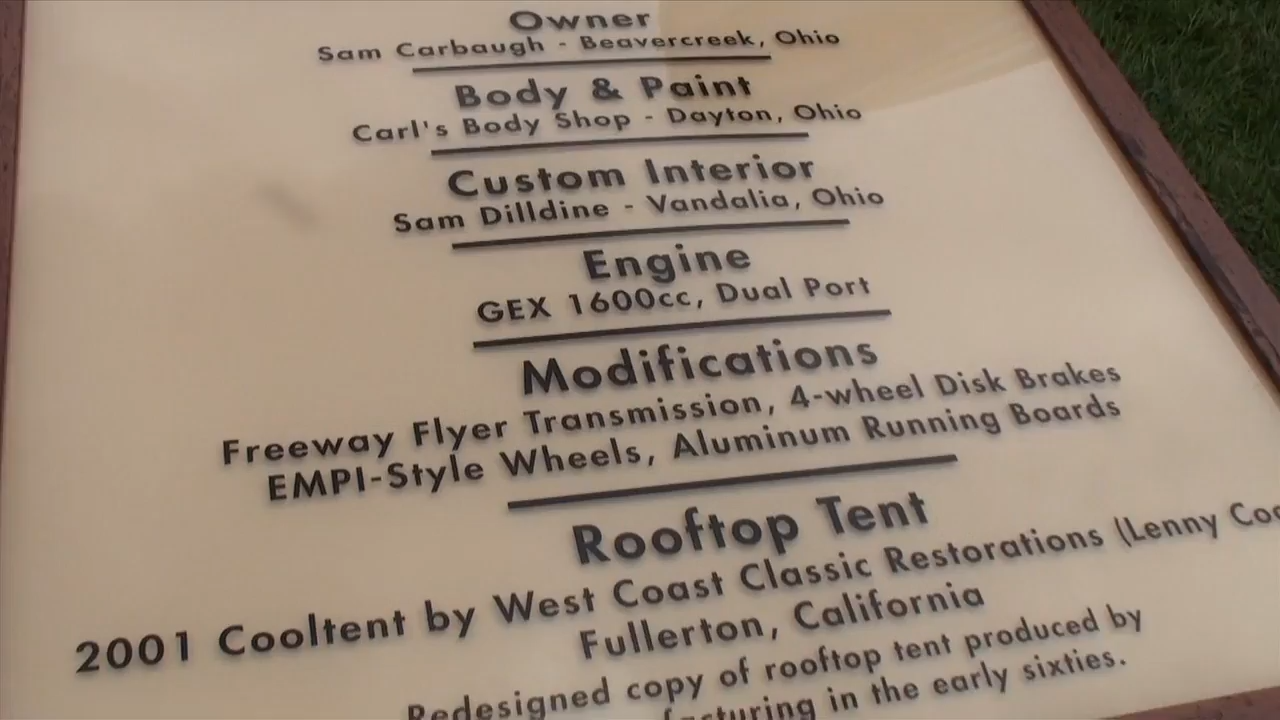 Owner
Sam Carbaugh - Beavercreek, Ohio
Body & Paint
Carl's Body Shop - Dayton, Ohio
Custom Interior
Sam Dilldine - Vandalia, Ohio
Engine
GEX 1600cc, Dual Port
Modifications
Freeway Flyer Transmission, 4-wheel Disk Brakes
EMPI-Style Wheels, Aluminum Running Boards
Rooftop Tent
2001 Cooltent by West Coast Classic Restorations (Lenny
Fullerton, California
Redesigned copy of rooftop tent produced by
in the early sixties.